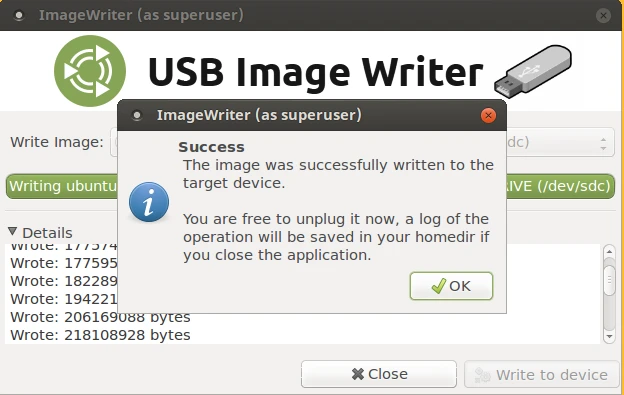 ImageWriter (as superuser)
USB Image Writer
ImageWriter (as superuser)
Write Image:
dc)
Success
The image was successfully written to the
target device.
Writing ubuntu
RIVE (/dev/sdc)
You are free to unplug it now, a log of the
operation will be saved in your homedir if
you close the application.
Details
Wrote: 177574
Wrote: 177595
Wrote: 182289
Wrote: 194221
OK
Wrote: 206169088 bytes
Wrote: 218108928 bytes
Close
Write to device